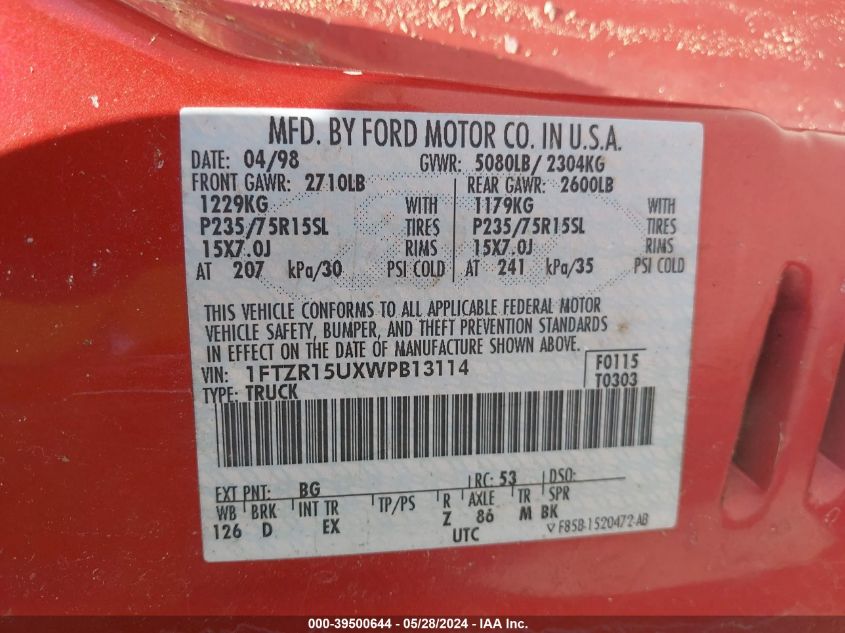 MFD. BY FORD MOTOR CO. IN U.S.A.
DATE: 04/98 GVWR: 5080LB/ 2304KG
FRONT GAWR: 2710LB REAR GAWR: 2600LB
1229KG WITH 1179KG WITH
P235/75R15SL TIRES P235/75R15SL TIRES
15X7.0J RIMS 15X7.0J RIMS
AT 207 kPa/30 PSI COLD AT 241 kPa/35 PSI COLD
THIS VEHICLE CONFORMS TO ALL APPLICABLE FEDERAL MOTOR
VEHICLE SAFETY, BUMPER, AND THEFT PREVENTION STANDARDS
IN EFFECT ON THE DATE OF MANUFACTURE SHOWN ABOVE.
VIN: 1FTZR15UXWPB13114 F0115
TYPE: TRUCK T0303
EXT PNT: BG RC: 53 DSO:
WB BRK INT TR TP/PS R AXLE TR SPR
126 D EX Z 86 M BK
UTC F85B-1520472-AB
000-39500644 | 05/28/2024 - IAA Inc.